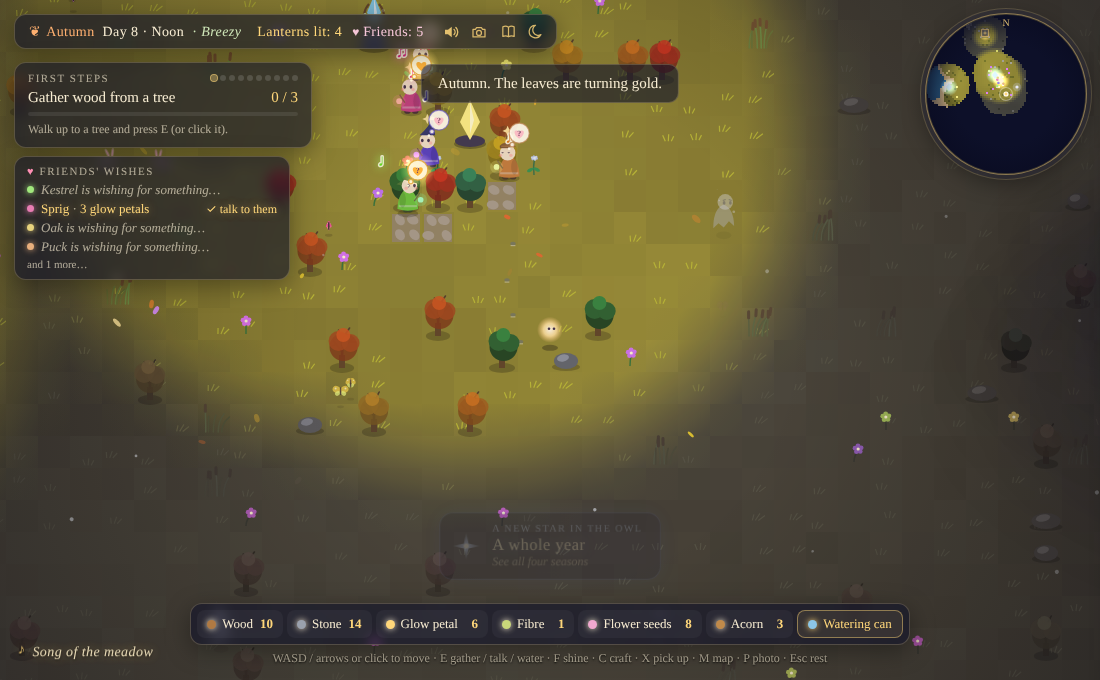 Autumn Day 8 · Noon · Breezy Lanterns lit: 4 ♥ Friends: 5
N
Autumn. The leaves are turning gold.
FIRST STEPS
Gather wood from a tree 0 / 3
Walk up to a tree and press E (or click it).
♥ FRIENDS' WISHES
Kestrel is wishing for something…
Sprig · 3 glow petals ✓ talk to them
Oak is wishing for something…
Puck is wishing for something…
and 1 more…
A NEW STAR IN THE OWL
A whole year
See all four seasons
Wood 10 Stone 14 Glow petal 6 Fibre 1 Flower seeds 8 Acorn 3 Watering can
♪ Song of the meadow
WASD / arrows or click to move · E gather / talk / water · F shine · C craft · X pick up · M map · P photo · Esc rest